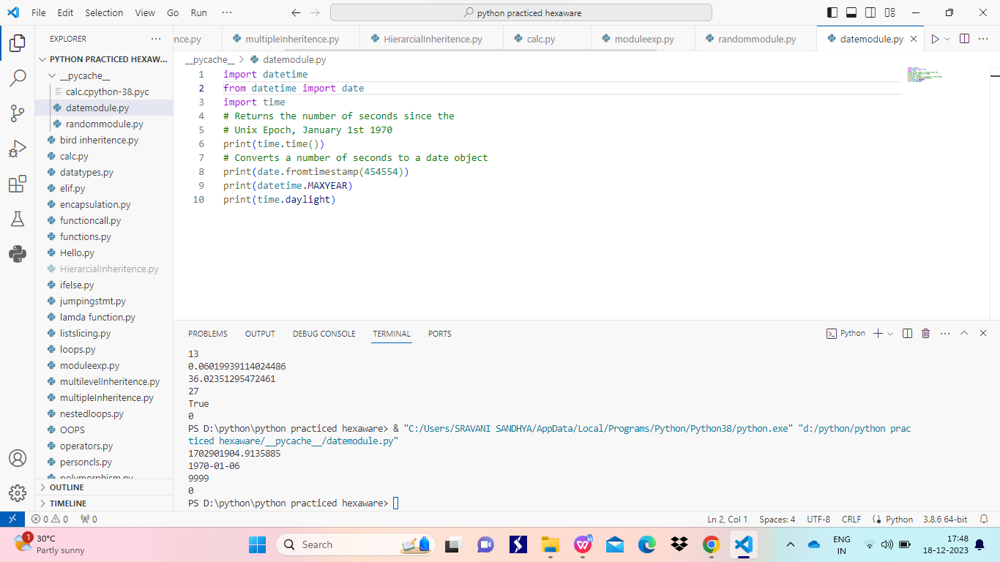 File Edit Selection View Go Run ···
python practiced hexaware
EXPLORER
PYTHON PRACTICED HEXAW...
__pycache__
calc.cpython-38.pyc
datemodule.py
randommodule.py
bird inheritence.py
calc.py
datatypes.py
elif.py
encapsulation.py
functioncall.py
functions.py
Hello.py
HierarcialInheritence.py
ifelse.py
jumpingstmt.py
lamda function.py
listslicing.py
loops.py
moduleexp.py
multilevelInheritence.py
multipleInheritence.py
nestedloops.py
OOPS
operators.py
personcls.py
polymorphism.py
OUTLINE
TIMELINE
ence.py multipleInheritence.py HierarcialInheritence.py calc.py moduleexp.py randommodule.py datemodule.py
__pycache__ > datemodule.py
1 import datetime
2 from datetime import date
3 import time
4 # Returns the number of seconds since the
5 # Unix Epoch, January 1st 1970
6 print(time.time())
7 # Converts a number of seconds to a date object
8 print(date.fromtimestamp(454554))
9 print(datetime.MAXYEAR)
10 print(time.daylight)
PROBLEMS OUTPUT DEBUG CONSOLE TERMINAL PORTS
Python
13
0.06019939114024486
36.02351295472461
27
True
0
PS D:\python\python practiced hexaware> & "C:/Users/SRAVANI SANDHYA/AppData/Local/Programs/Python/Python38/python.exe" "d:/python/python prac
ticed hexaware/__pycache__/datemodule.py"
1702901904.9135885
1970-01-06
9999
0
PS D:\python\python practiced hexaware>
0 0 0
Ln 2, Col 1 Spaces: 4 UTF-8 CRLF Python 3.8.6 64-bit
1
30°C
Partly sunny
Search
ENG
IN
17:48
18-12-2023